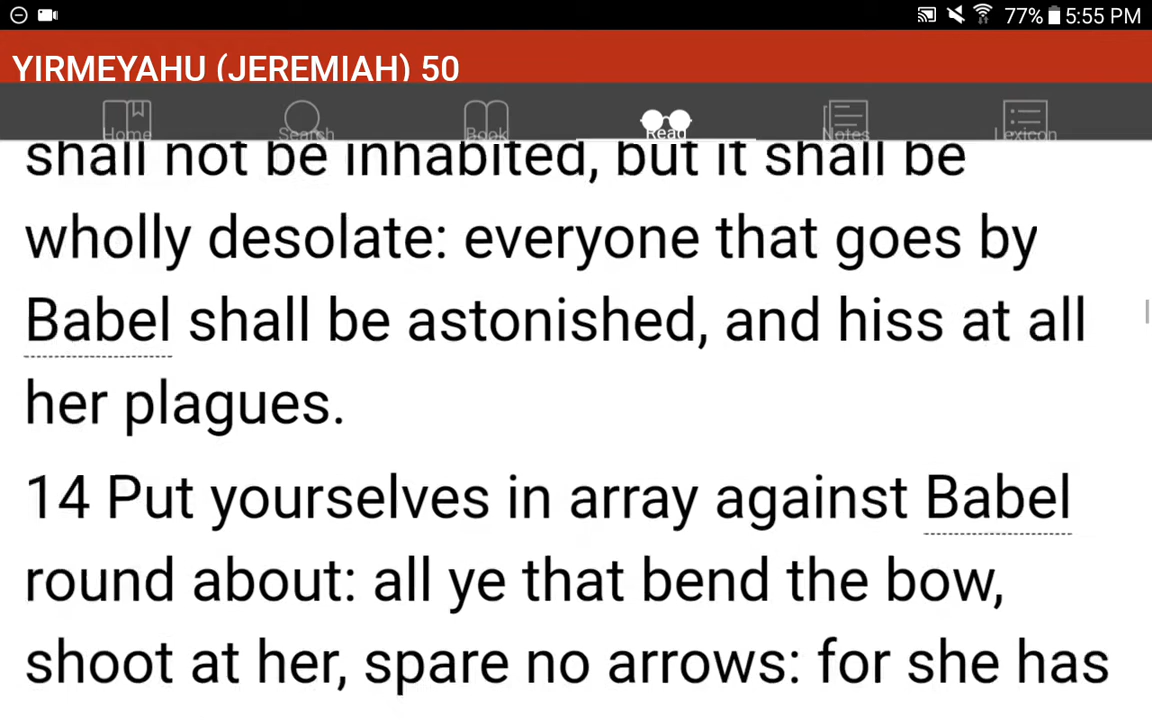 77% 5:55 PM
YIRMEYAHU (JEREMIAH) 50
Home Search Book Read Notes Lexicon
shall not be inhabited, but it shall be
wholly desolate: everyone that goes by
Babel shall be astonished, and hiss at all
her plagues.
14 Put yourselves in array against Babel
round about: all ye that bend the bow,
shoot at her, spare no arrows: for she has